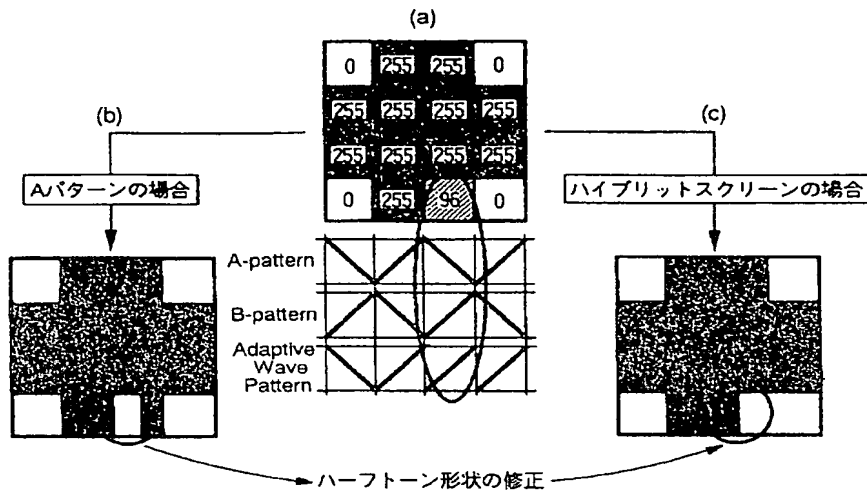 (a)
0 255 255 0
255 255 255 255
255 255 255 255
0 255 96 0
(b)
(c)
Aパターンの場合
ハイブリットスクリーンの場合
A-pattern
B-pattern
Adaptive
Wave
Pattern
ハーフトーン形状の修正